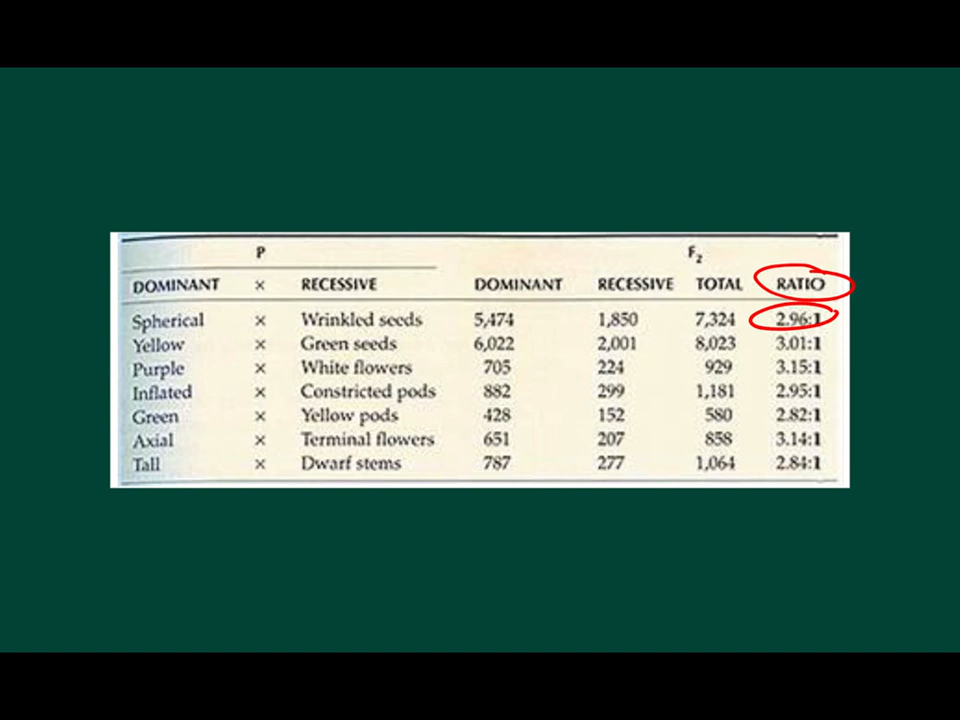 P F₂
DOMINANT × RECESSIVE DOMINANT RECESSIVE TOTAL RATIO
Spherical × Wrinkled seeds 5,474 1,850 7,324 2.96:1
Yellow × Green seeds 6,022 2,001 8,023 3.01:1
Purple × White flowers 705 224 929 3.15:1
Inflated × Constricted pods 882 299 1,181 2.95:1
Green × Yellow pods 428 152 580 2.82:1
Axial × Terminal flowers 651 207 858 3.14:1
Tall × Dwarf stems 787 277 1,064 2.84:1